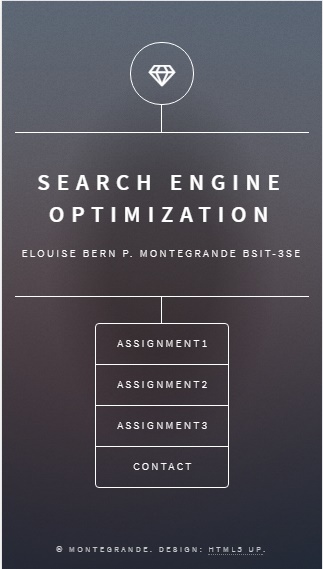 SEARCH ENGINE
OPTIMIZATION
ELOUISE BERN P. MONTEGRANDE BSIT-3SE
ASSIGNMENT1
ASSIGNMENT2
ASSIGNMENT3
CONTACT
© MONTEGRANDE. DESIGN: HTML5 UP.